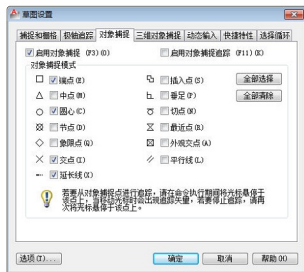 草图设置
捕捉和栅格 极轴追踪 对象捕捉 三维对象捕捉 动态输入 快捷特性 选择循环
启用对象捕捉 (F3)(O) 启用对象捕捉追踪 (F11)(K)
对象捕捉模式
端点(E) 插入点(S) 全部选择
中点(M) 垂足(P) 全部清除
圆心(C) 切点(N)
节点(D) 最近点(R)
象限点(Q) 外观交点(A)
交点(I) 平行线(L)
延长线(X)
若要从对象捕捉点进行追踪，请在命令执行期间将光标悬停于
该点上，当移动光标时会出现追踪矢量，若要停止追踪，请再
次将光标悬停于该点上。
选项(T)... 确定 取消 帮助(H)